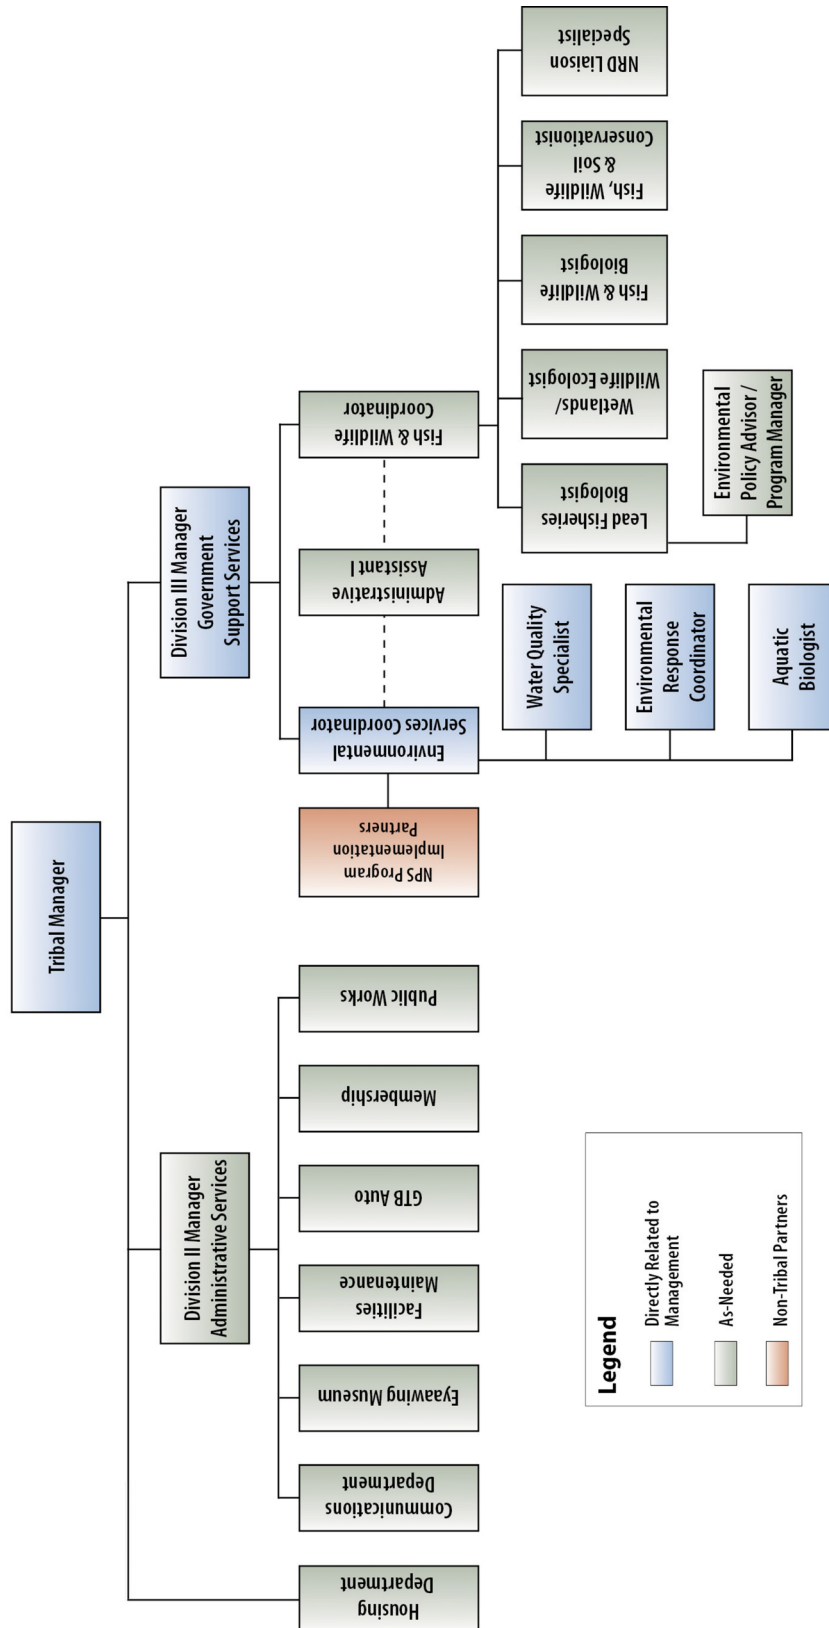 Tribal Manager
Division II Manager
Administrative Services
Division III Manager
Government
Support Services
Housing
Department
Communications
Department
Eyaawing Museum
Facilities
Maintenance
GTB Auto
Membership
Public Works
NPS Program
Implementation
Partners
Environmental
Services Coordinator
Administrative
Assistant I
Fish & Wildlife
Coordinator
Water Quality
Specialist
Environmental
Response
Coordinator
Aquatic
Biologist
Lead Fisheries
Biologist
Wetlands/
Wildlife Ecologist
Fish & Wildlife
Biologist
Fish, Wildlife
& Soil
Conservationist
NRD Liaison
Specialist
Environmental
Policy Advisor /
Program Manager
Legend
Directly Related to
Management
As-Needed
Non-Tribal Partners